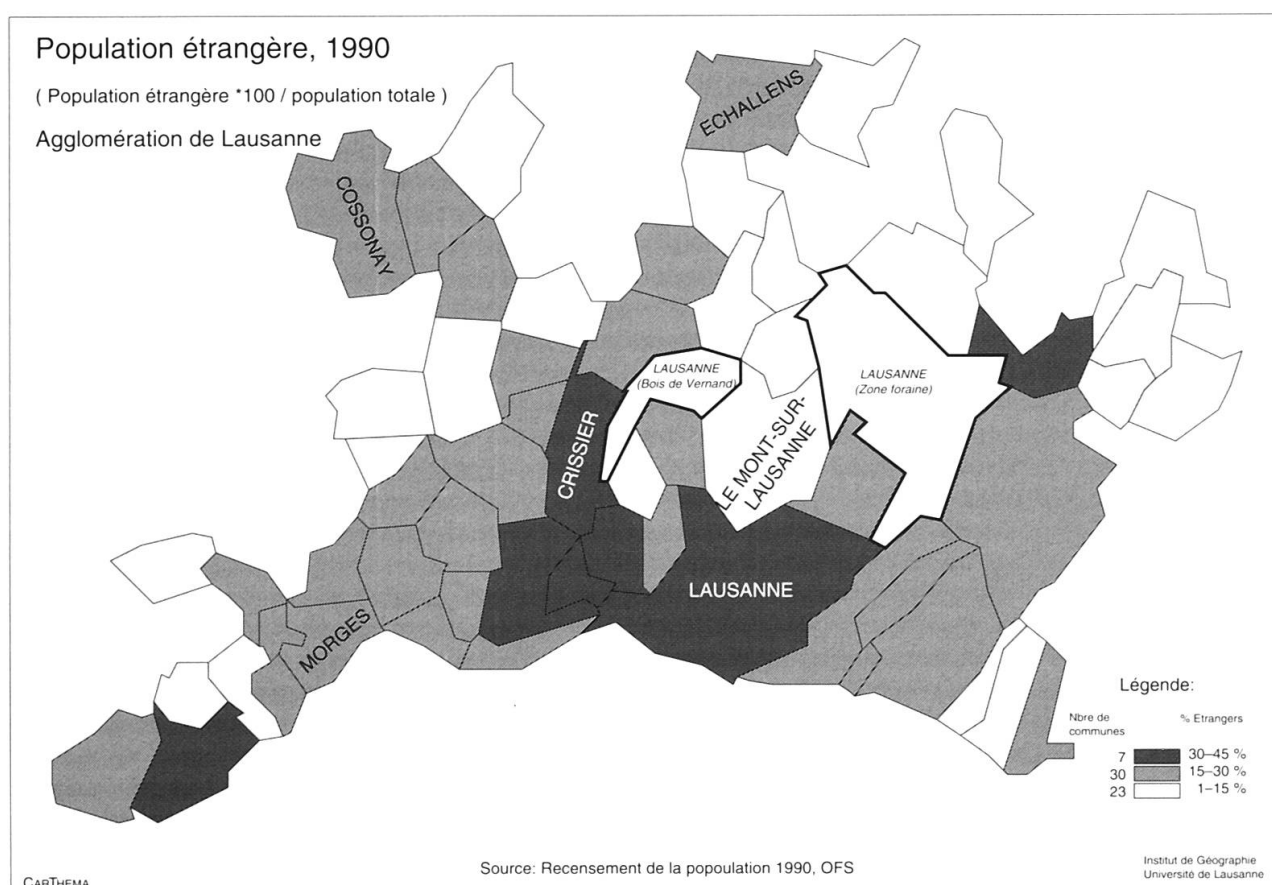 Population étrangère, 1990
( Population étrangère *100 / population totale )
Agglomération de Lausanne
ECHALLENS
COSSONAY
LAUSANNE
(Bois de Vernand)
LAUSANNE
(Zone foraine)
CRISSIER
LE MONT-SUR-
LAUSANNE
LAUSANNE
MORGES
Légende:
Nbre de
communes
% Etrangers
7 30–45 %
30 15–30 %
23 1–15 %
Source: Recensement de la popoulation 1990, OFS
Institut de Géographie
Université de Lausanne
CARTHEMA